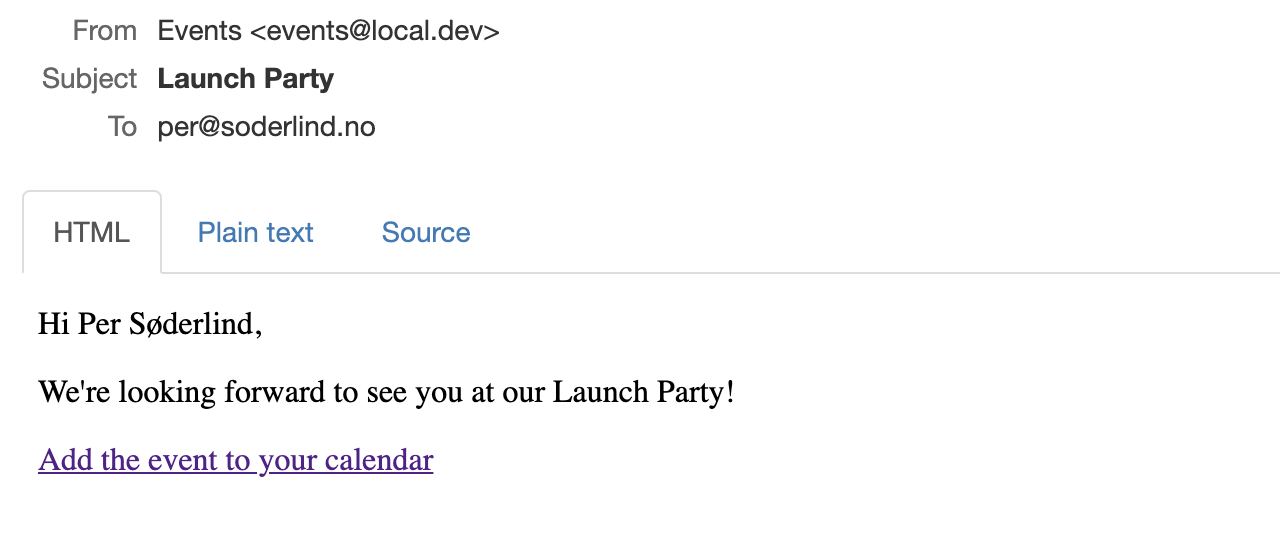 From Events <events@local.dev>
Subject Launch Party
To per@soderlind.no
HTML Plain text Source
Hi Per Søderlind,
We're looking forward to see you at our Launch Party!
Add the event to your calendar